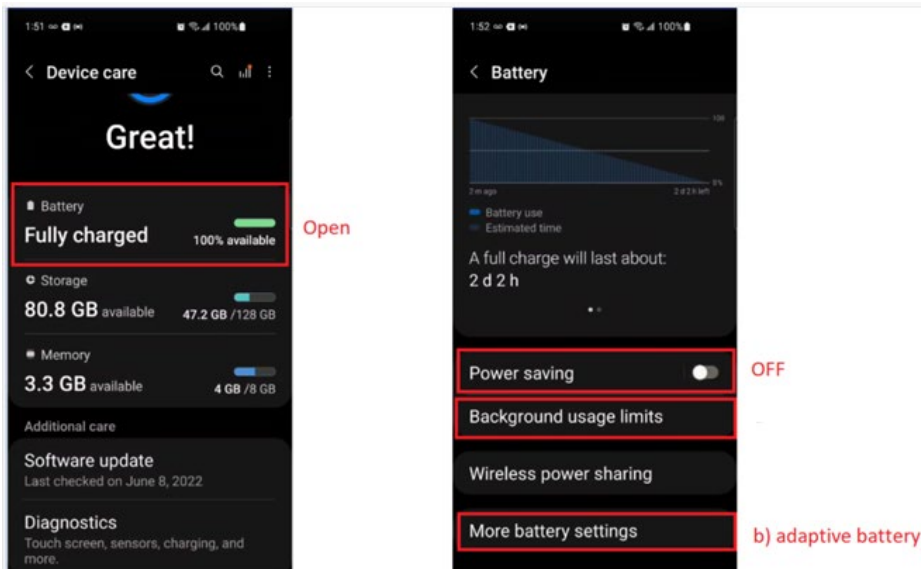 1:51
100%
Device care
Great!
Battery
Fully charged
100% available
Open
Storage
80.8 GB available
47.2 GB /128 GB
Memory
3.3 GB available
4 GB /8 GB
Additional care
Software update
Last checked on June 8, 2022
Diagnostics
Touch screen, sensors, charging, and
more.
1:52
100%
Battery
100
0%
2 m ago
2 d 2 h left
Battery use
Estimated time
A full charge will last about:
2 d 2 h
Power saving
OFF
Background usage limits
Wireless power sharing
More battery settings
b) adaptive battery